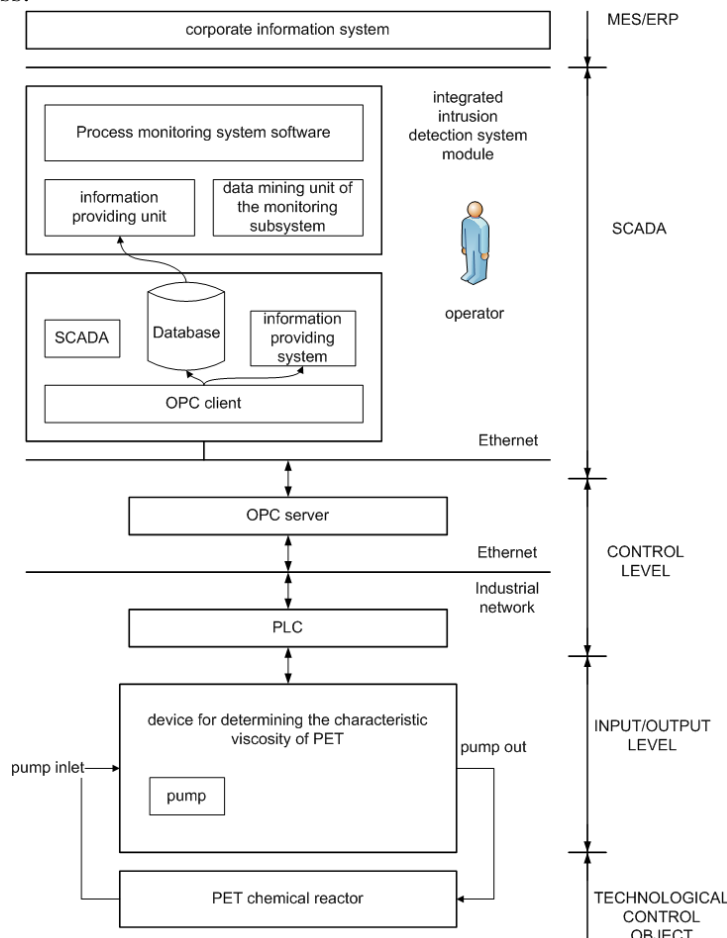 ss.
corporate information system
MES/ERP
integrated
intrusion
detection system
module
Process monitoring system software
information
providing unit
data mining unit of
the monitoring
subsystem
SCADA
operator
SCADA
Database
information
providing
system
OPC client
Ethernet
OPC server
Ethernet
CONTROL
LEVEL
Industrial
network
PLC
device for determining the characteristic
viscosity of PET
INPUT/OUTPUT
LEVEL
pump inlet
pump out
pump
PET chemical reactor
TECHNOLOGICAL
CONTROL
OBJECT